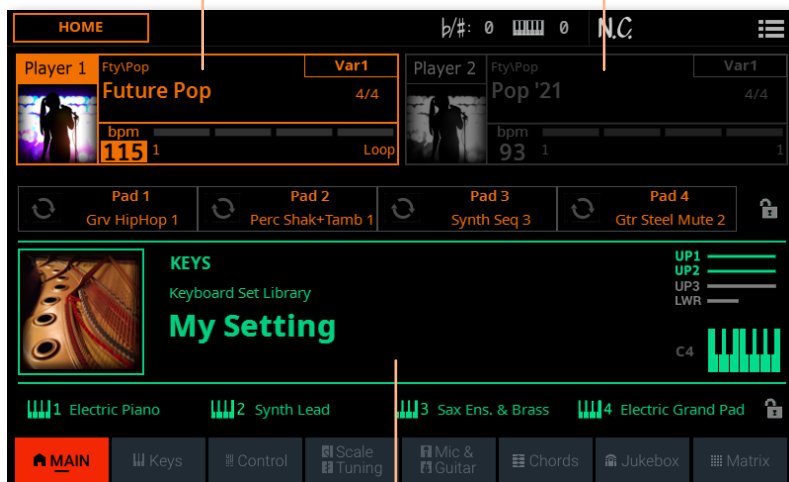 HOME
b/#: 0 0 N.C.
Player 1 Fty\Pop Var1
Future Pop 4/4
bpm
115 1 Loop
Player 2 Fty\Pop Var1
Pop '21 4/4
bpm
93 1 1
Pad 1
Grv HipHop 1
Pad 2
Perc Shak+Tamb 1
Pad 3
Synth Seq 3
Pad 4
Gtr Steel Mute 2
KEYS
Keyboard Set Library
My Setting
UP1
UP2
UP3
LWR
C4
1 Electric Piano
2 Synth Lead
3 Sax Ens. & Brass
4 Electric Grand Pad
MAIN
Keys
Control
Scale
Tuning
Mic &
Guitar
Chords
Jukebox
Matrix